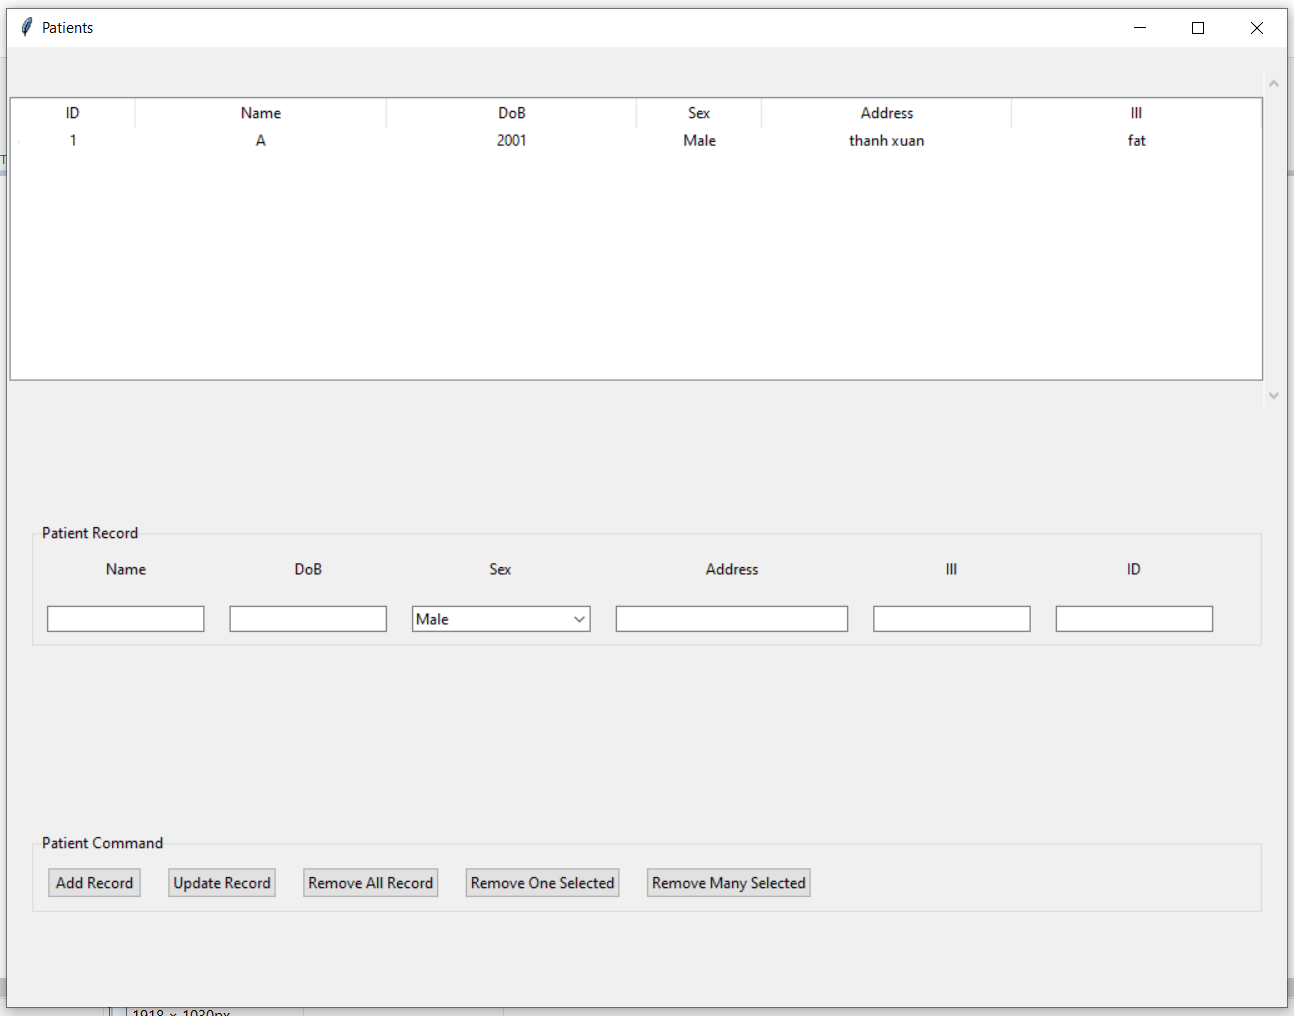 Patients
ID Name DoB Sex Address Ill
1 A 2001 Male thanh xuan fat
T
Patient Record
Name DoB Sex Address Ill ID
Male
Patient Command
Add Record Update Record Remove All Record Remove One Selected Remove Many Selected
1918 × 1030px